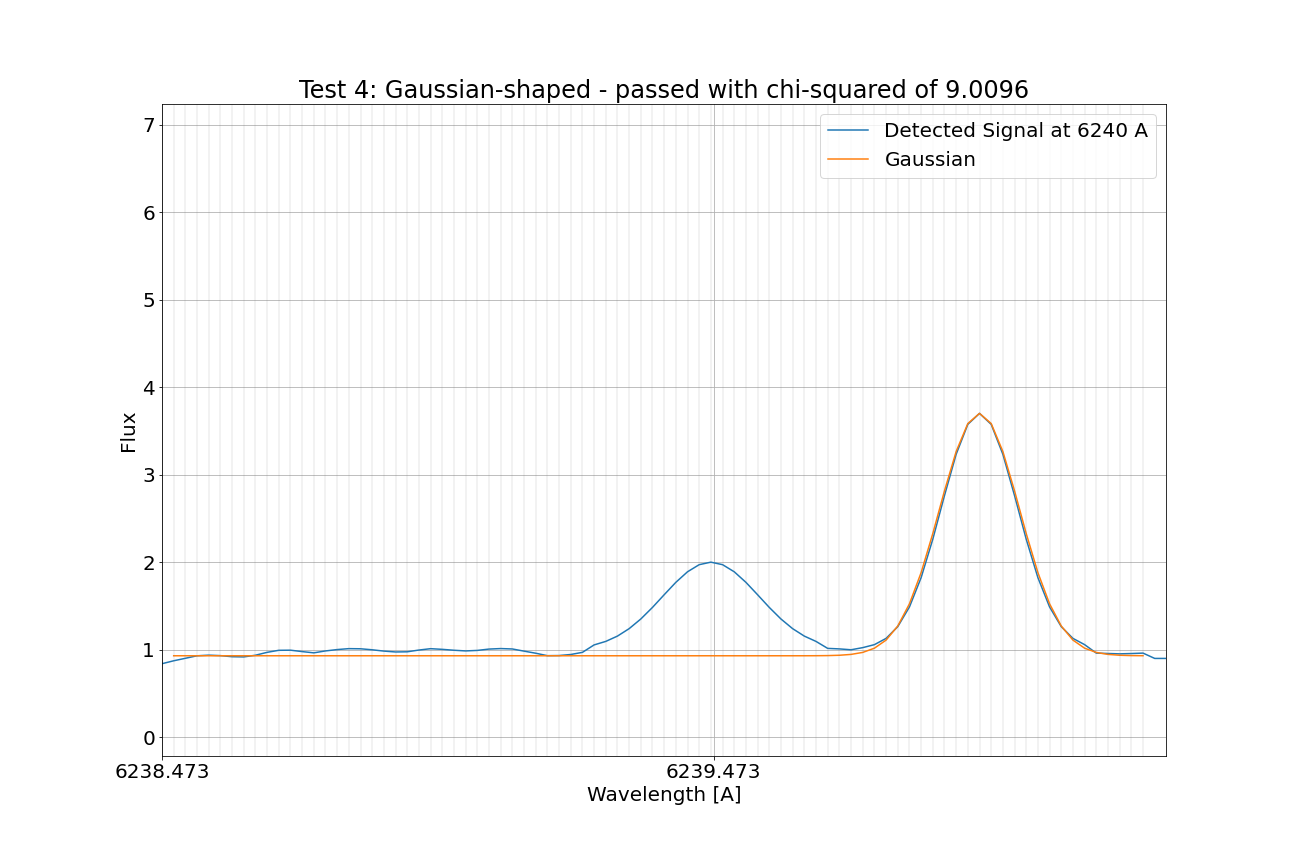 Test 4: Gaussian-shaped - passed with chi-squared of 9.0096
Detected Signal at 6240 A
Gaussian
7
6
5
4
3
2
1
0
Flux
6238.473
6239.473
Wavelength [A]